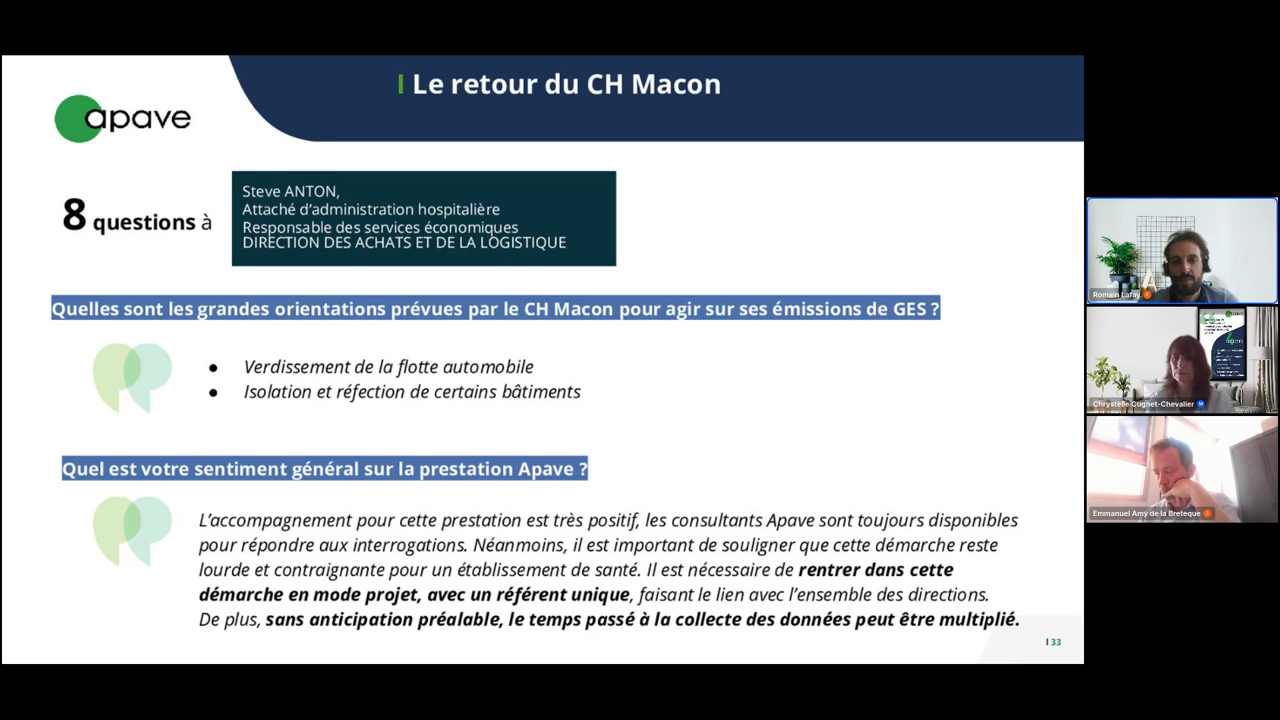 Le retour du CH Macon
apave
8 questions à
Steve ANTON,
Attaché d'administration hospitalière
Responsable des services économiques
DIRECTION DES ACHATS ET DE LA LOGISTIQUE
Quelles sont les grandes orientations prévues par le CH Macon pour agir sur ses émissions de GES ?
● Verdissement de la flotte automobile
● Isolation et réfection de certains bâtiments
Quel est votre sentiment général sur la prestation Apave ?
L'accompagnement pour cette prestation est très positif, les consultants Apave sont toujours disponibles
pour répondre aux interrogations. Néanmoins, il est important de souligner que cette démarche reste
lourde et contraignante pour un établissement de santé. Il est nécessaire de rentrer dans cette
démarche en mode projet, avec un référent unique, faisant le lien avec l'ensemble des directions.
De plus, sans anticipation préalable, le temps passé à la collecte des données peut être multiplié.
33
Romain Lafay
Chrystelle Cugnet-Chevalier
Emmanuel Amy de la Breteque